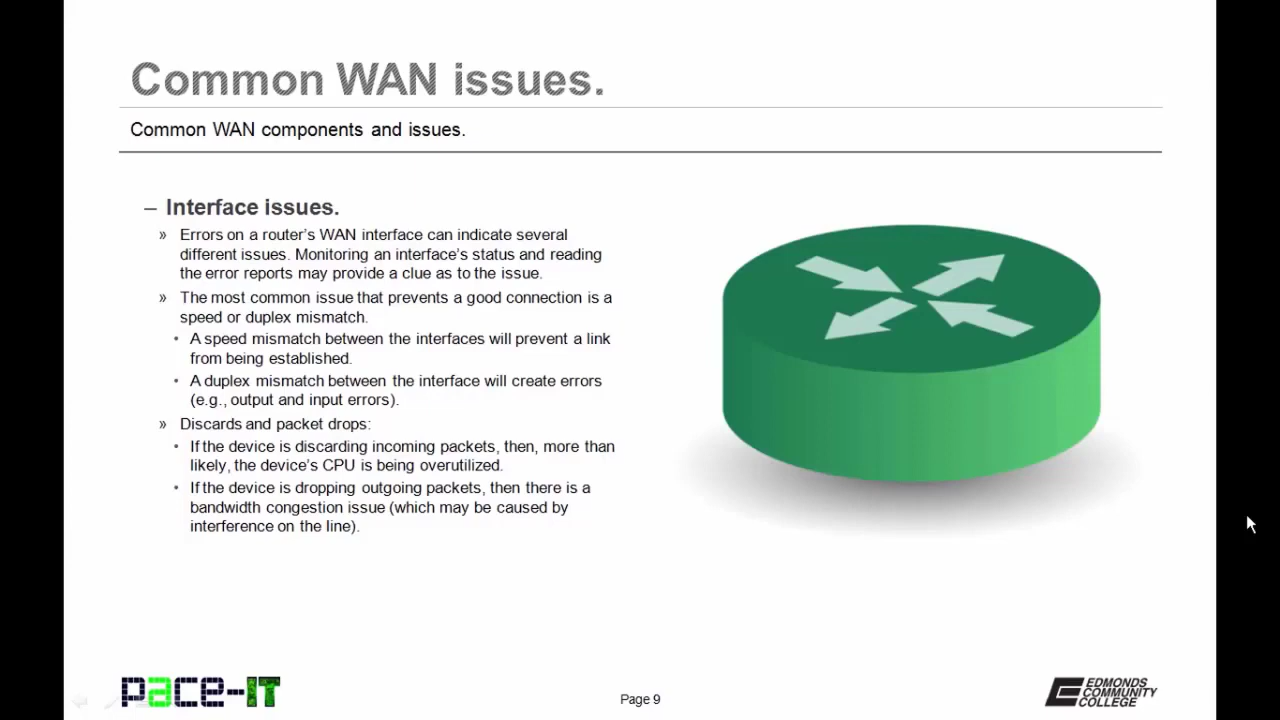 Common WAN issues.
Common WAN components and issues.
– Interface issues.
» Errors on a router's WAN interface can indicate several
different issues. Monitoring an interface's status and reading
the error reports may provide a clue as to the issue.
» The most common issue that prevents a good connection is a
speed or duplex mismatch.
• A speed mismatch between the interfaces will prevent a link
from being established.
• A duplex mismatch between the interface will create errors
(e.g., output and input errors).
» Discards and packet drops:
• If the device is discarding incoming packets, then, more than
likely, the device's CPU is being overutilized.
• If the device is dropping outgoing packets, then there is a
bandwidth congestion issue (which may be caused by
interference on the line).
pace-IT
Page 9
EDMONDS
COMMUNITY
COLLEGE